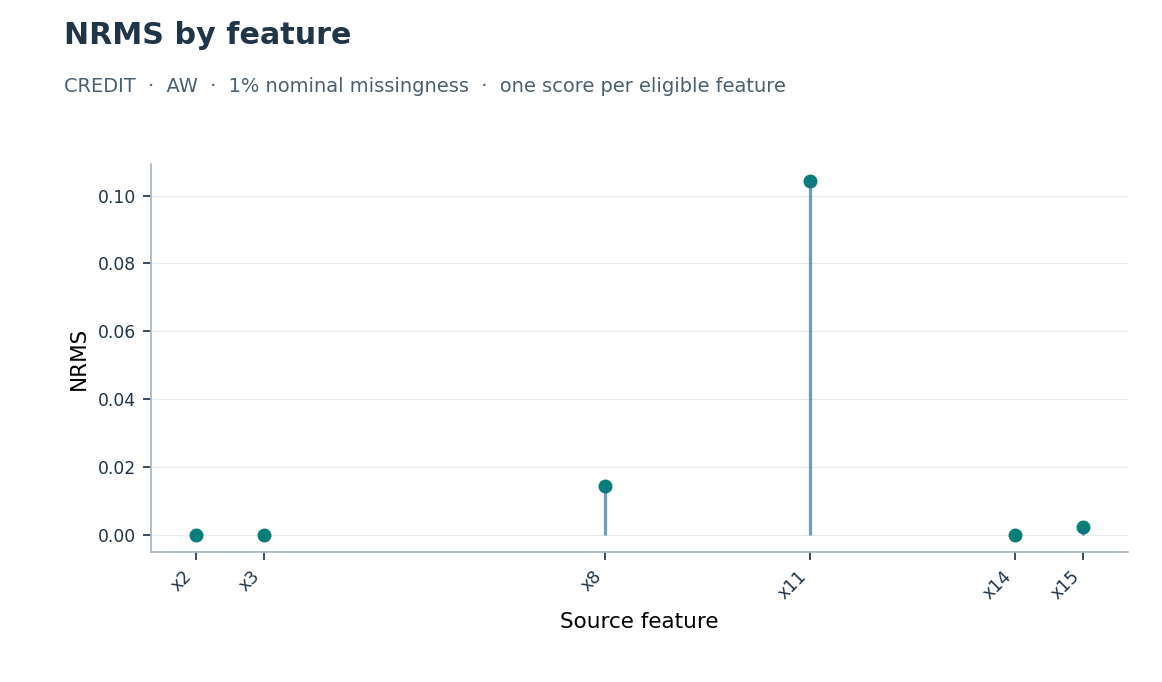 NRMS by feature
CREDIT · AW · 1% nominal missingness · one score per eligible feature
NRMS
0.10
0.08
0.06
0.04
0.02
0.00
x2 x3 x8 x11 x14 x15
Source feature